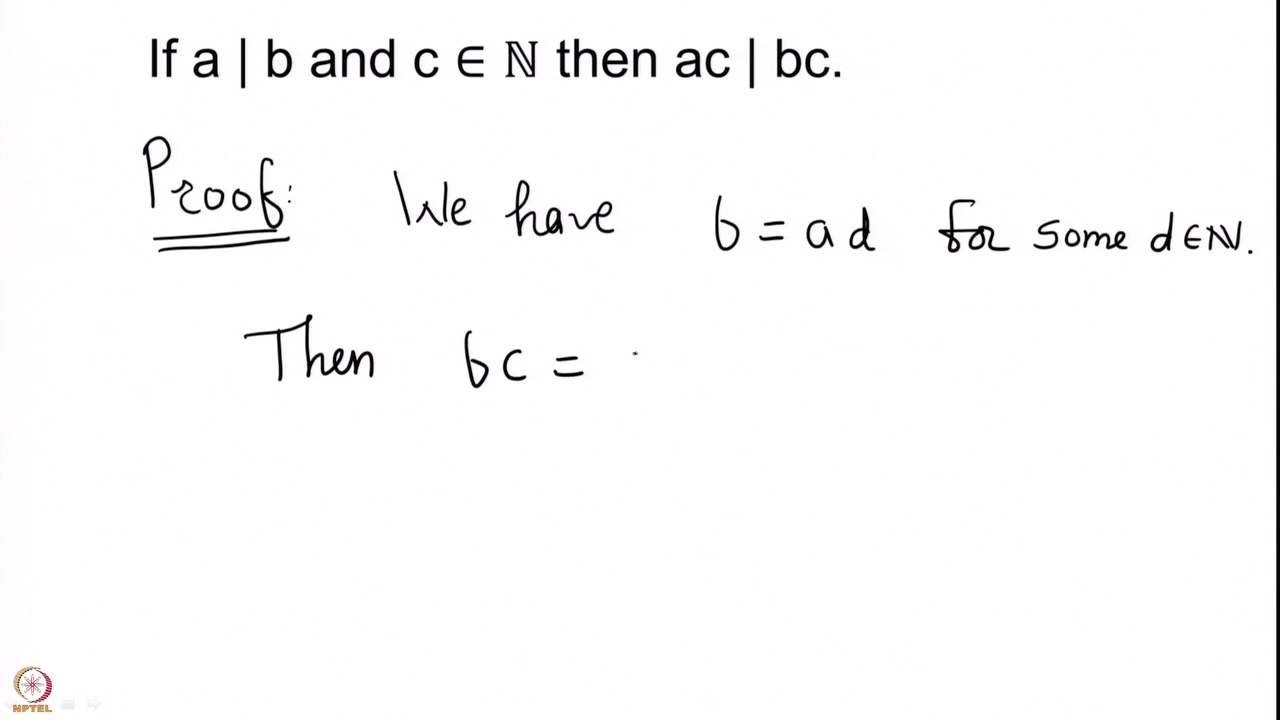 If a | b and c ∈ ℕ then ac | bc.
Proof: We have b = ad for some d∈ℕ.
Then bc =
NPTEL